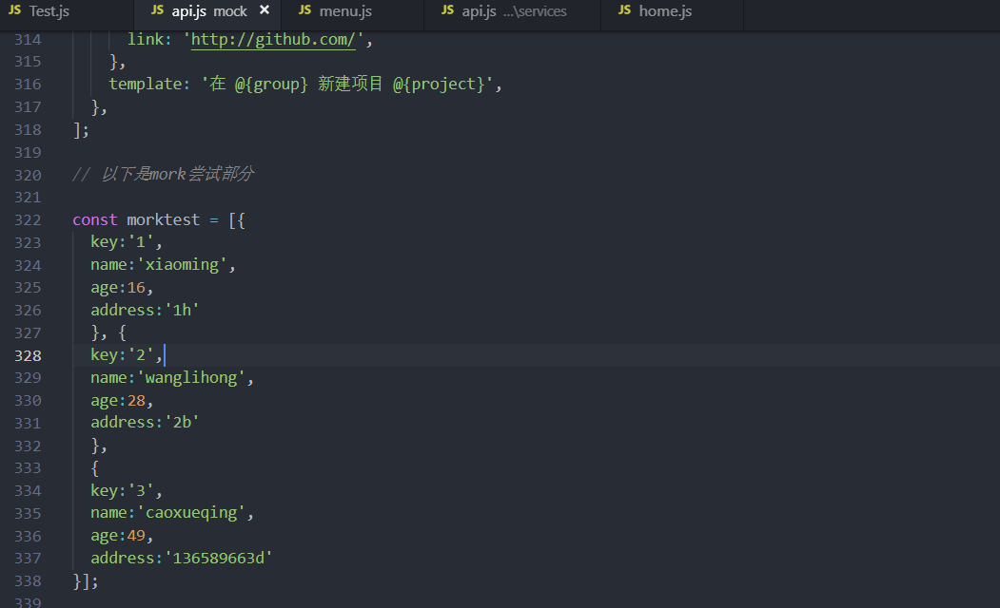 JS Test.js JS api.js mock × JS menu.js JS api.js ...\services JS home.js
314 link: 'http://github.com/',
315 },
316 template: '在 @{group} 新建项目 @{project}',
317 },
318 ];
319
320 // 以下是mork尝试部分
321
322 const morktest = [{
323 key:'1',
324 name:'xiaoming',
325 age:16,
326 address:'1h'
327 }, {
328 key:'2',
329 name:'wanglihong',
330 age:28,
331 address:'2b'
332 },
333 {
334 key:'3',
335 name:'caoxueqing',
336 age:49,
337 address:'136589663d'
338 }];
339